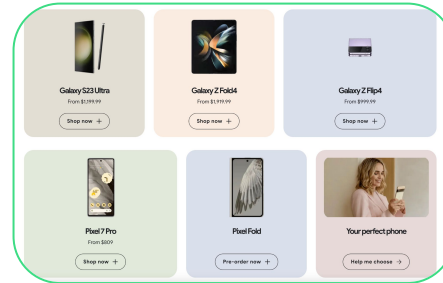 Galaxy S23 Ultra
From $1,199.99
Shop now +
Galaxy Z Fold4
From $1,919.99
Shop now +
Galaxy Z Flip4
From $999.99
Shop now +
Pixel 7 Pro
From $809
Shop now +
Pixel Fold
Pre-order now +
Your perfect phone
Help me choose →